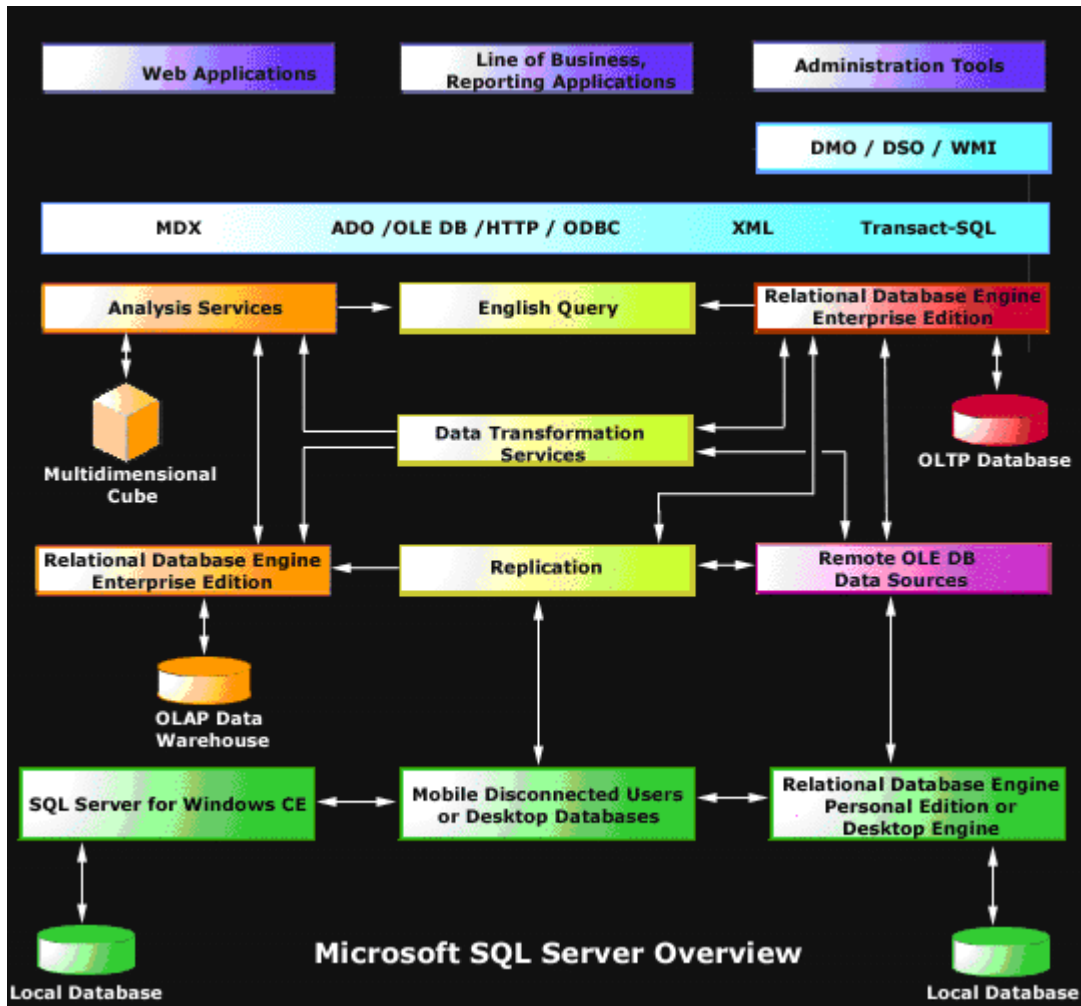 Web Applications
Line of Business,
Reporting Applications
Administration Tools
DMO / DSO / WMI
MDX ADO /OLE DB /HTTP / ODBC XML Transact-SQL
Analysis Services
English Query
Relational Database Engine
Enterprise Edition
Multidimensional
Cube
Data Transformation
Services
OLTP Database
Relational Database Engine
Enterprise Edition
Replication
Remote OLE DB
Data Sources
OLAP Data
Warehouse
SQL Server for Windows CE
Mobile Disconnected Users
or Desktop Databases
Relational Database Engine
Personal Edition or
Desktop Engine
Microsoft SQL Server Overview
Local Database
Local Database